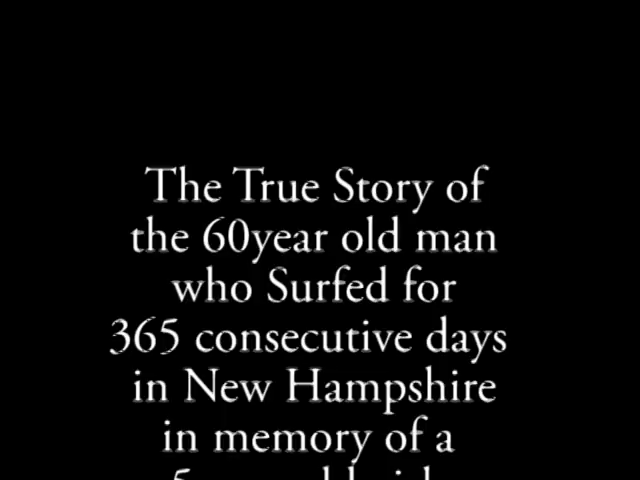 The True Story of
the 60year old man
who Surfed for
365 consecutive days
in New Hampshire
in memory of a